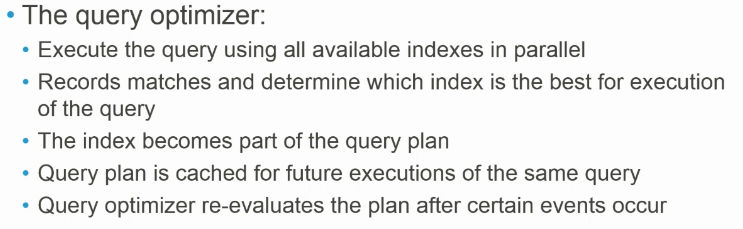 • The query optimizer:
• Execute the query using all available indexes in parallel
• Records matches and determine which index is the best for execution
of the query
• The index becomes part of the query plan
• Query plan is cached for future executions of the same query
• Query optimizer re-evaluates the plan after certain events occur